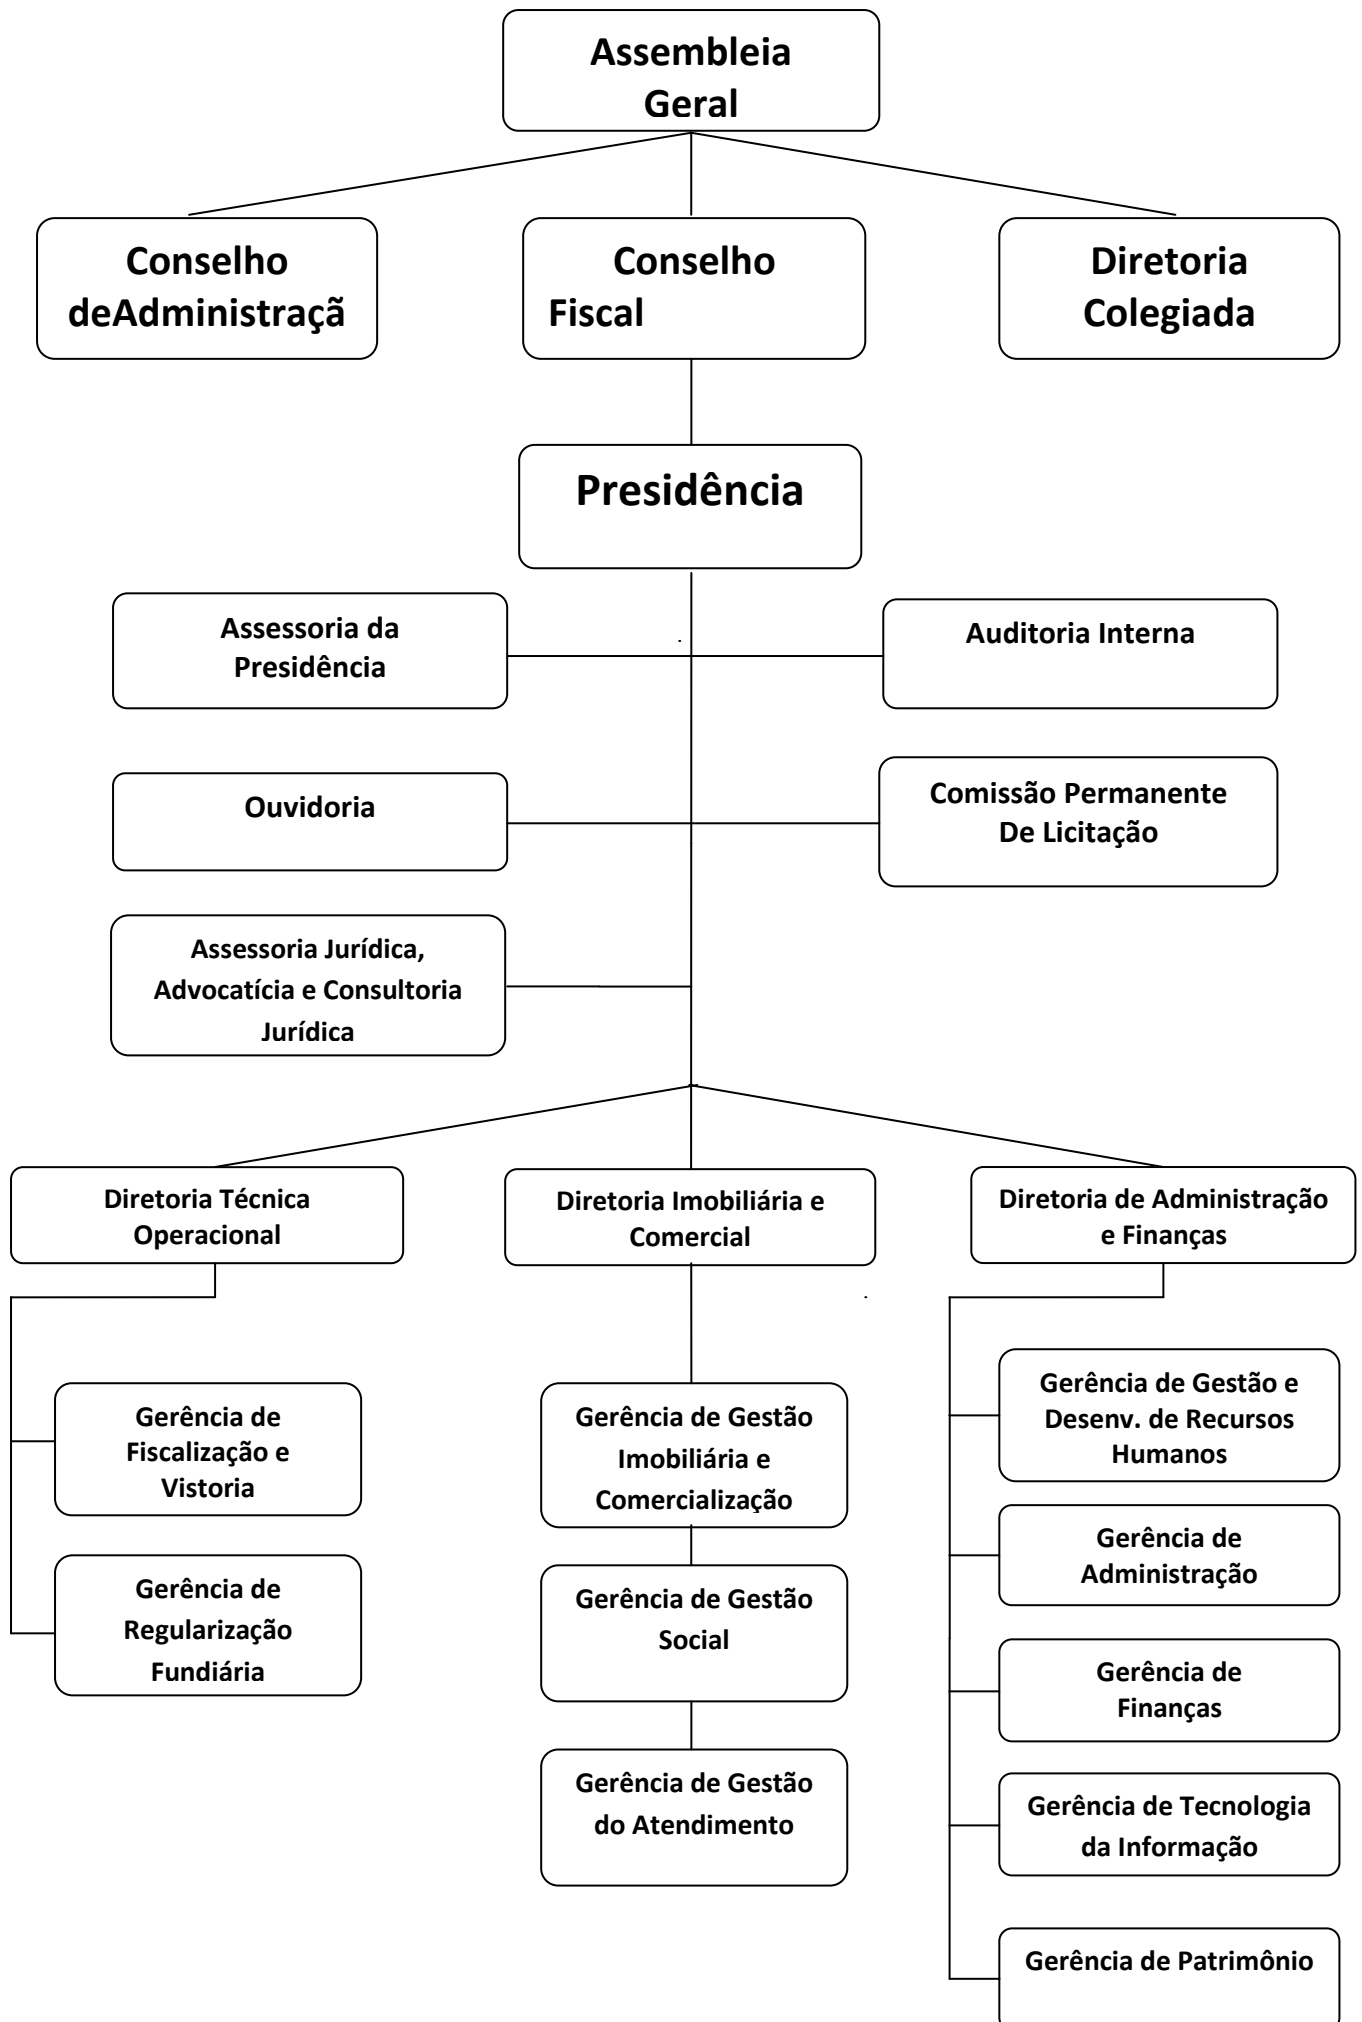 Assembleia
Geral
Conselho
deAdministraçã
Conselho
Fiscal
Diretoria
Colegiada
Presidência
Assessoria da
Presidência
Auditoria Interna
Ouvidoria
Comissão Permanente
De Licitação
Assessoria Jurídica,
Advocatícia e Consultoria
Jurídica
Diretoria Técnica
Operacional
Diretoria Imobiliária e
Comercial
Diretoria de Administração
e Finanças
Gerência de
Fiscalização e
Vistoria
Gerência de
Regularização
Fundiária
Gerência de Gestão
Imobiliária e
Comercialização
Gerência de Gestão
Social
Gerência de Gestão
do Atendimento
Gerência de Gestão e
Desenv. de Recursos
Humanos
Gerência de
Administração
Gerência de
Finanças
Gerência de Tecnologia
da Informação
Gerência de Patrimônio